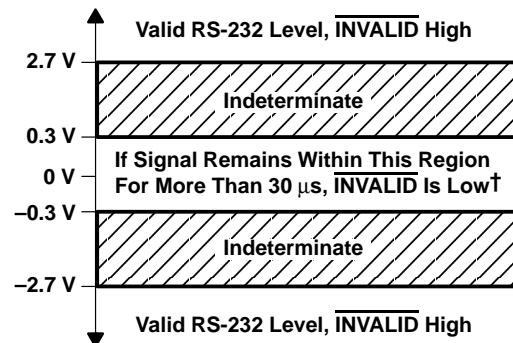 Valid RS-232 Level, INVALID High
2.7 V
Indeterminate
0.3 V
If Signal Remains Within This Region
0 V
For More Than 30 μs, INVALID Is Low†
–0.3 V
Indeterminate
–2.7 V
Valid RS-232 Level, INVALID High